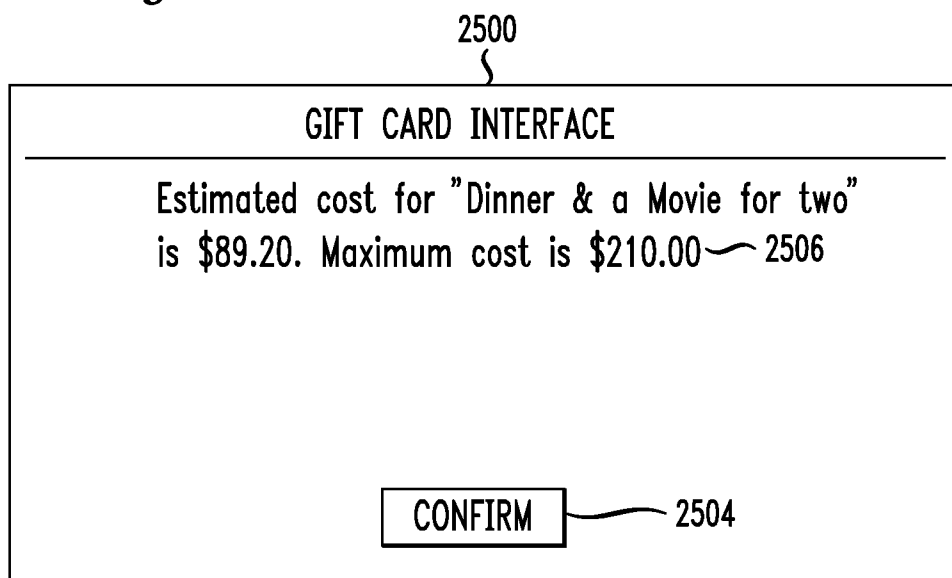 2500
GIFT CARD INTERFACE
Estimated cost for "Dinner & a Movie for two"
is $89.20. Maximum cost is $210.00 2506
CONFIRM 2504